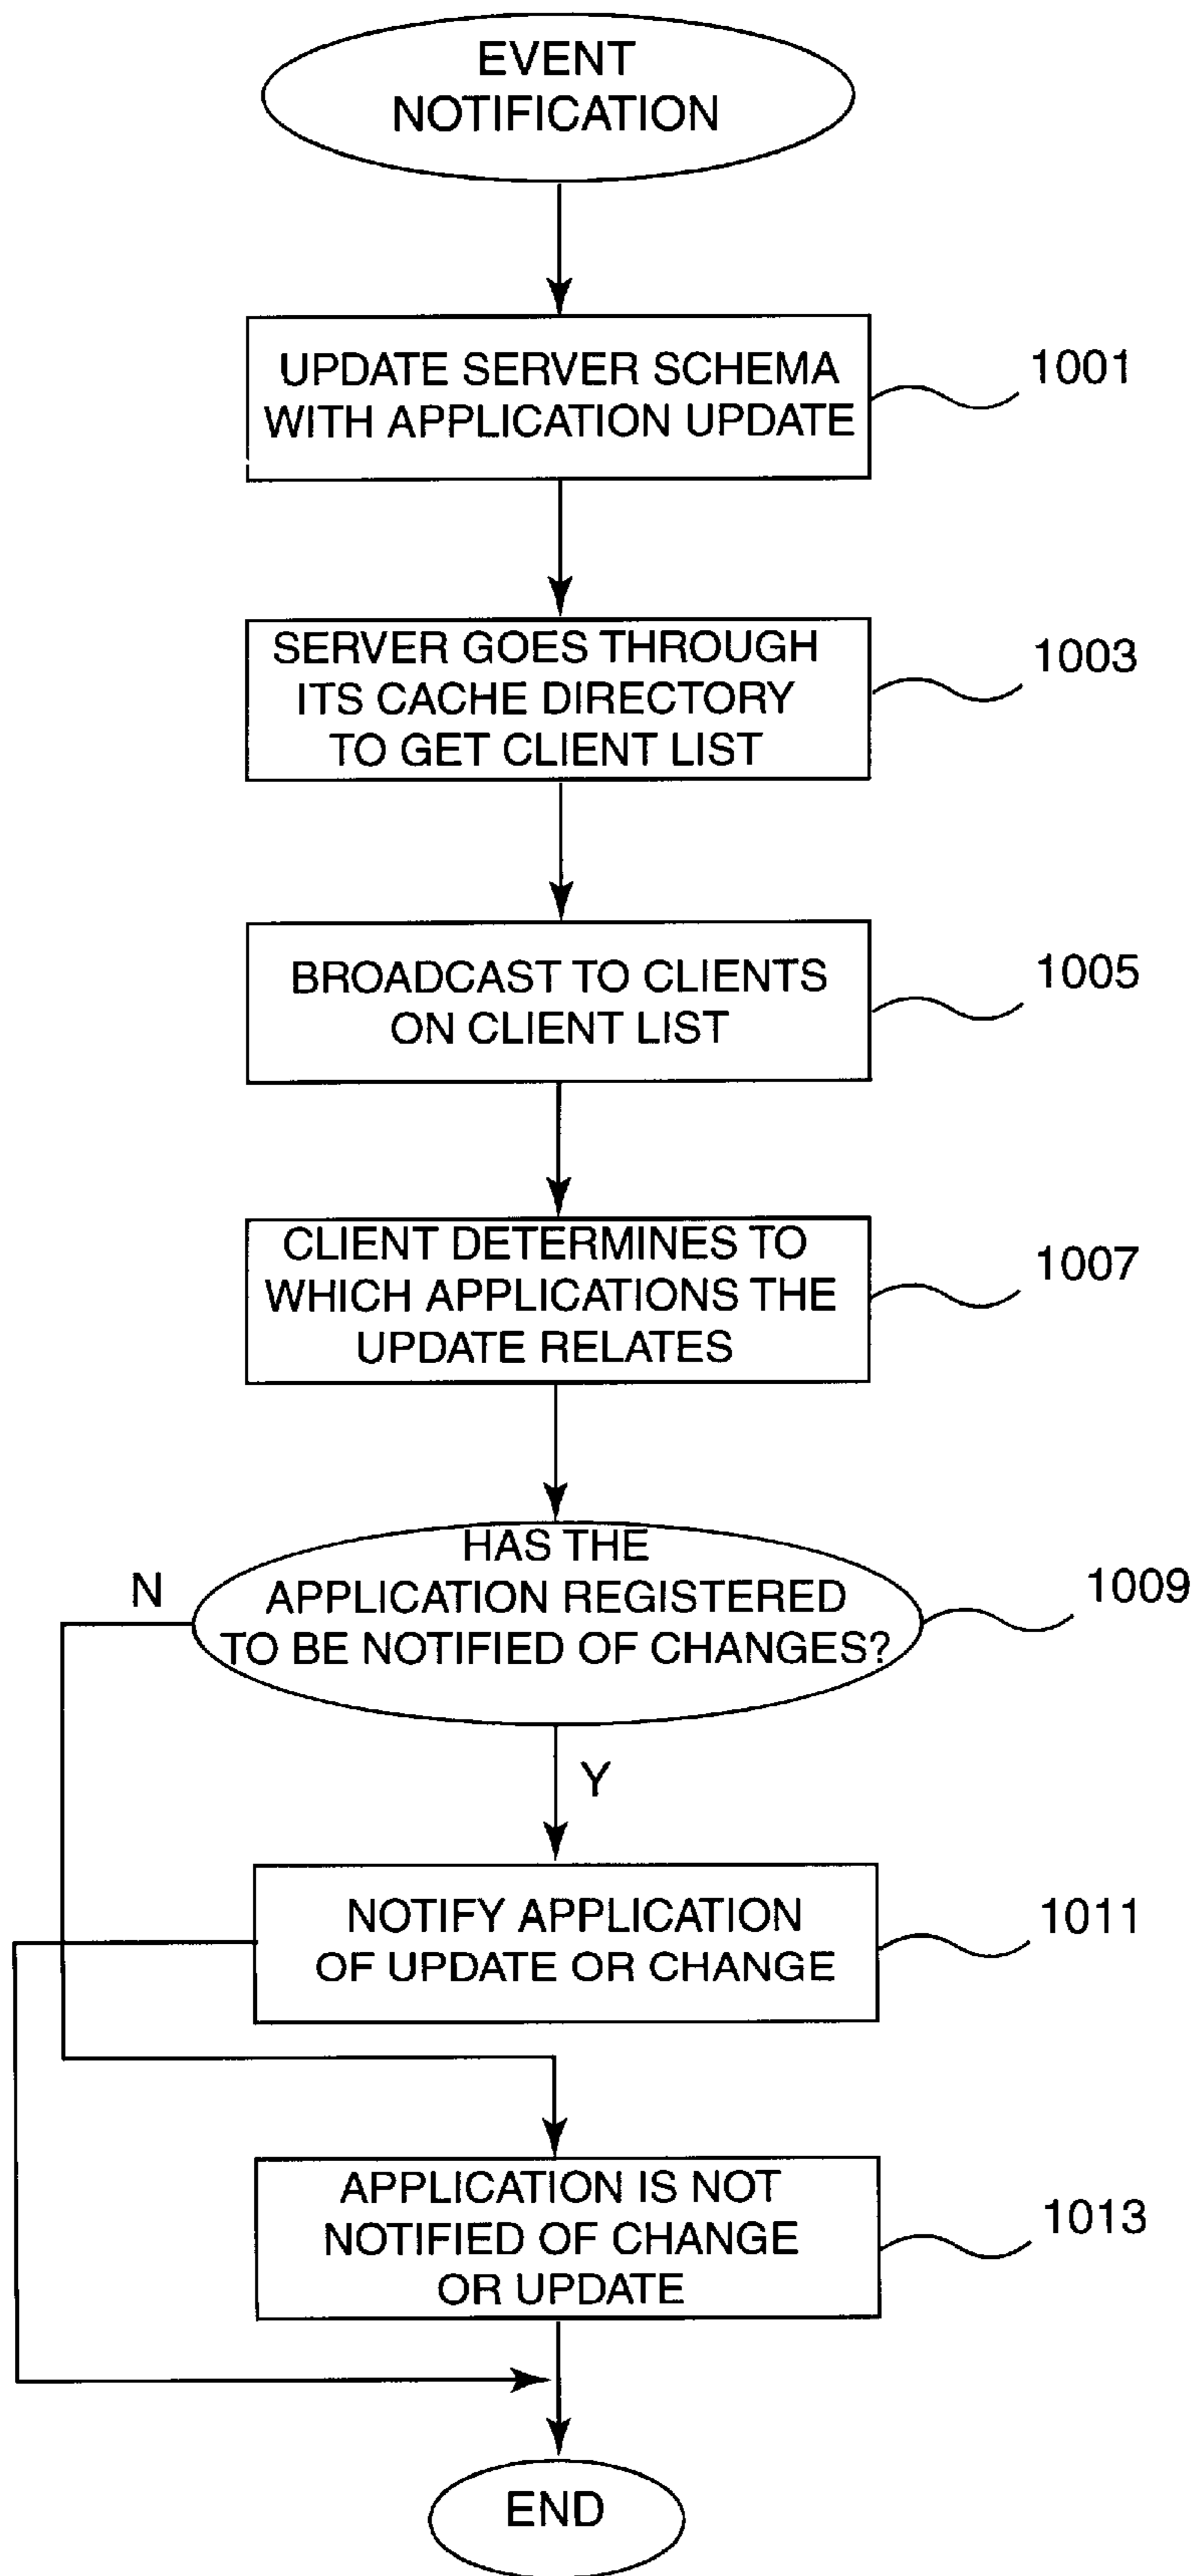 EVENT
NOTIFICATION
UPDATE SERVER SCHEMA
WITH APPLICATION UPDATE
1001
SERVER GOES THROUGH
ITS CACHE DIRECTORY
TO GET CLIENT LIST
1003
BROADCAST TO CLIENTS
ON CLIENT LIST
1005
CLIENT DETERMINES TO
WHICH APPLICATIONS THE
UPDATE RELATES
1007
HAS THE
APPLICATION REGISTERED
TO BE NOTIFIED OF CHANGES?
1009
N
Y
NOTIFY APPLICATION
OF UPDATE OR CHANGE
1011
APPLICATION IS NOT
NOTIFIED OF CHANGE
OR UPDATE
1013
END